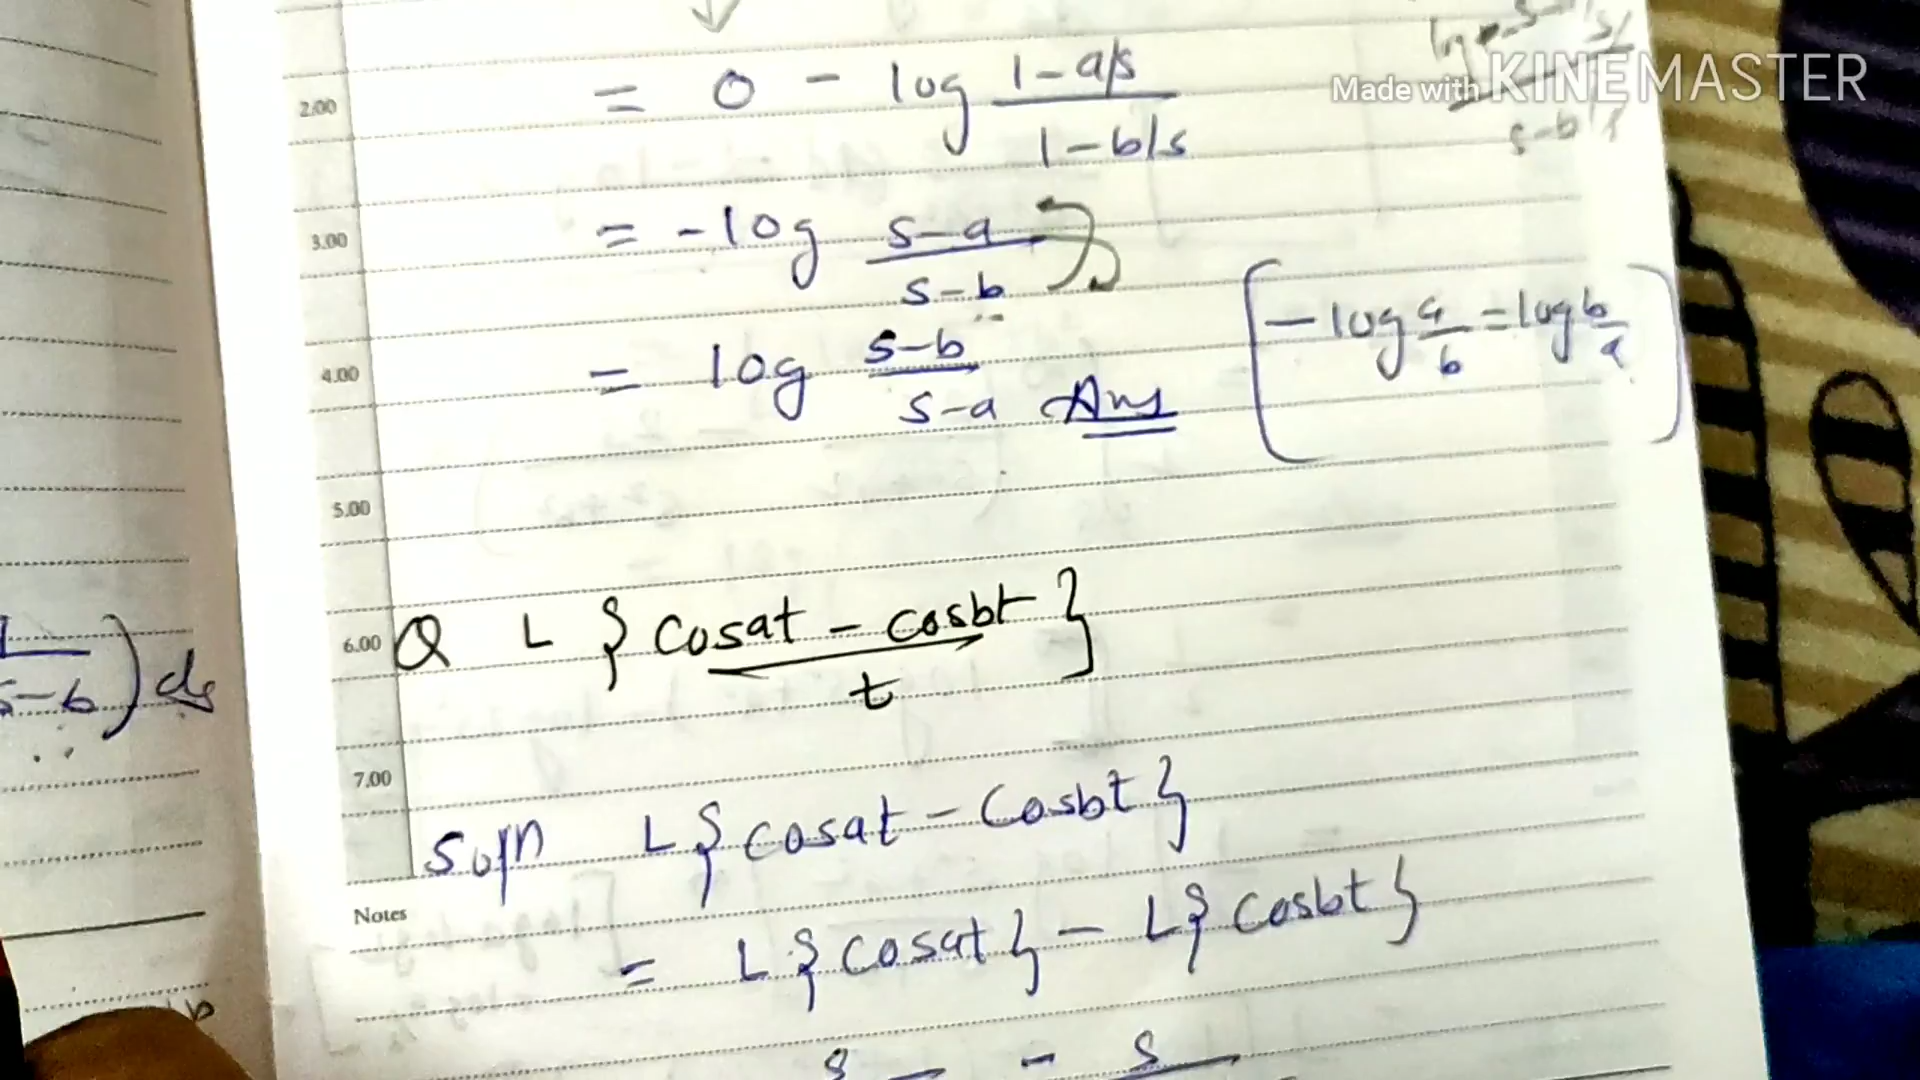 Made with KINEMASTER
2.00 = 0 - log (1-a/s)/(1-b/s)
s-b/s
3.00 = -log (s-a)/(s-b)
4.00 = log (s-b)/(s-a) Ans [-log a/b = log b/a]
5.00
6.00 Q L{(cosat - cosbt)/t}
s-b) ds
7.00
Soln L{cosat - Cosbt}
Notes
= L{cosat} - L{cosbt}
s - s